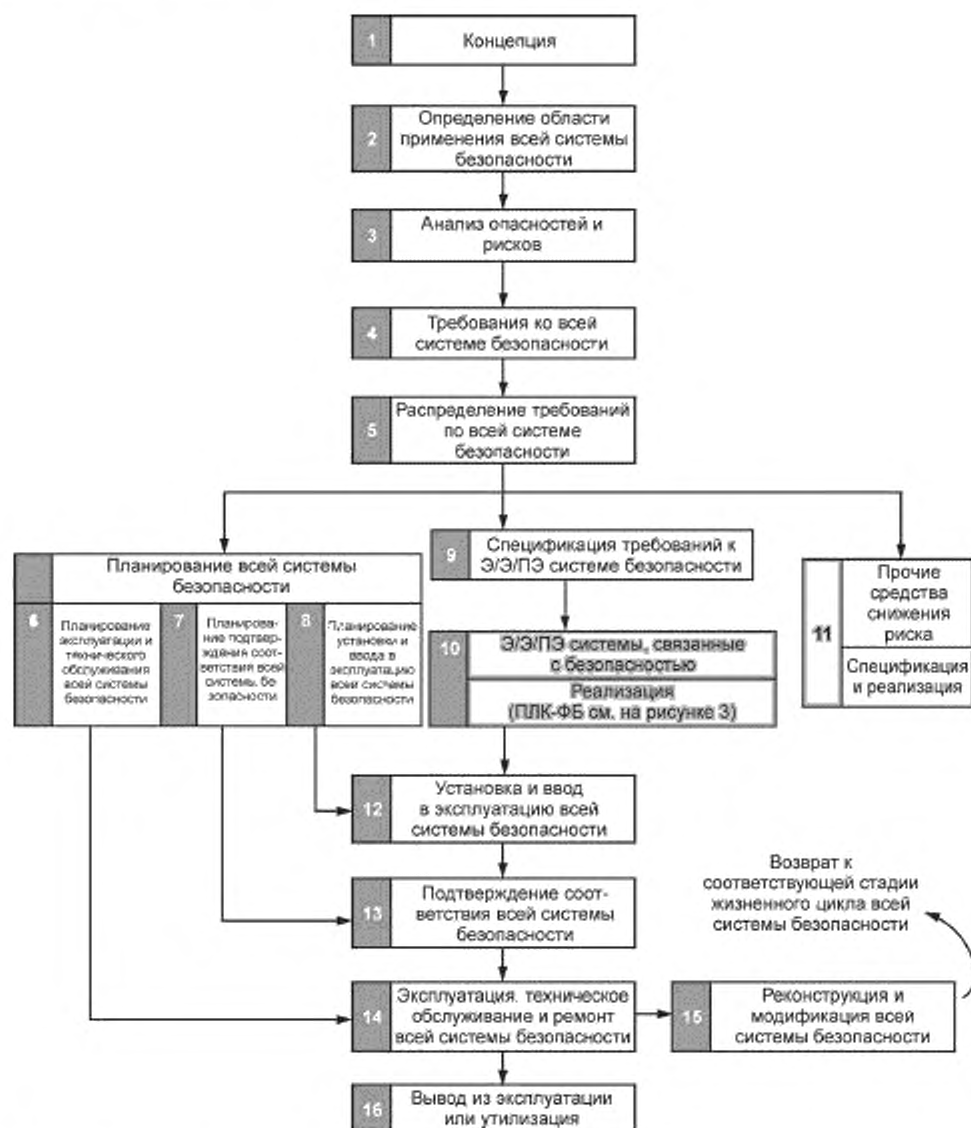 1
Концепция
2
Определение области
применения всей системы
безопасности
3
Анализ опасностей и
рисков
4
Требования ко всей
системе безопасности
5
Распределение требований
по всей системе
безопасности
Планирование всей системы
безопасности
6
Планирование
эксплуатации и
технического
обслуживания
всей системы
безопасности
7
Планирова-
ние подтвер-
ждения соот-
ветствия всей
системы бе
зопасности
8
Планирование
установки и
ввода в
эксплуатацию
всей системы
безопасности
9
Спецификация требований к
Э/Э/ПЭ системе безопасности
10
Э/Э/ПЭ системы, связанные
с безопасностью
Реализация
(ПЛК-ФБ см. на рисунке 3)
11
Прочие
средства
снижения
риска
Спецификация
и реализация
12
Установка и ввод
в эксплуатацию всей
системы безопасности
13
Подтверждение соот-
ветствия всей системы
безопасности
14
Эксплуатация. техническое
обслуживание и ремонт
всей системы безопасности
15
Реконструкция и
модификация всей
системы безопасности
Возврат к
соответствующей стадии
жизненного цикла всей
системы безопасности
16
Вывод из эксплуатации
или утилизация